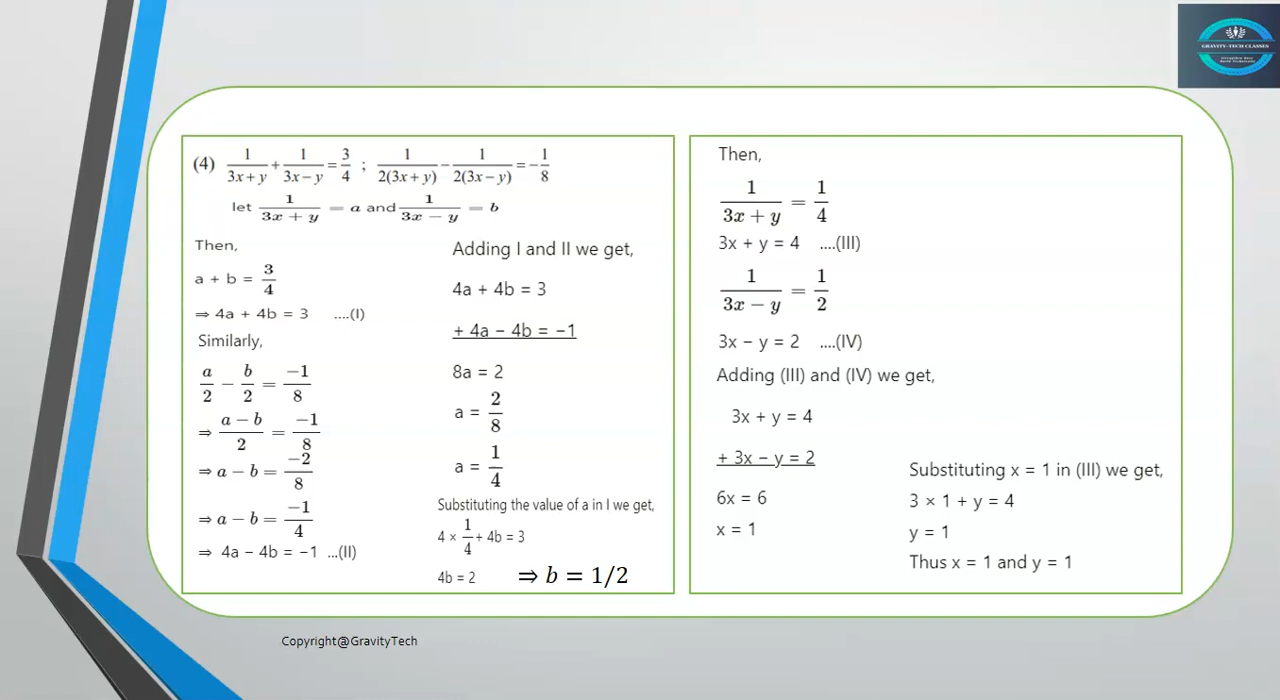 GRAVITY-TECH CLASSES
(4) 1/(3x+y) + 1/(3x−y) = 3/4 ; 1/2(3x+y) − 1/2(3x−y) = −1/8
let 1/(3x + y) = a and 1/(3x − y) = b
Then,
a + b = 3/4
⇒ 4a + 4b = 3 ....(I)
Similarly,
a/2 − b/2 = −1/8
⇒ (a − b)/2 = −1/8
⇒ a − b = −2/8
⇒ a − b = −1/4
⇒ 4a − 4b = −1 ...(II)
Adding I and II we get,
4a + 4b = 3
+ 4a − 4b = −1
8a = 2
a = 2/8
a = 1/4
Substituting the value of a in I we get,
4 × 1/4 + 4b = 3
4b = 2 ⇒ b = 1/2
Then,
1/(3x + y) = 1/4
3x + y = 4 ....(III)
1/(3x − y) = 1/2
3x − y = 2 ....(IV)
Adding (III) and (IV) we get,
3x + y = 4
+ 3x − y = 2
6x = 6
x = 1
Substituting x = 1 in (III) we get,
3 × 1 + y = 4
y = 1
Thus x = 1 and y = 1
Copyright@GravityTech